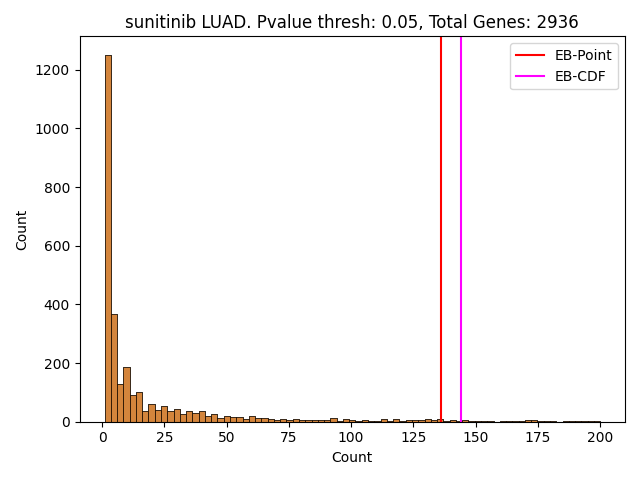 sunitinib LUAD. Pvalue thresh: 0.05, Total Genes: 2936
EB-Point
EB-CDF
1200
1000
800
600
400
200
0
Count
0 25 50 75 100 125 150 175 200
Count